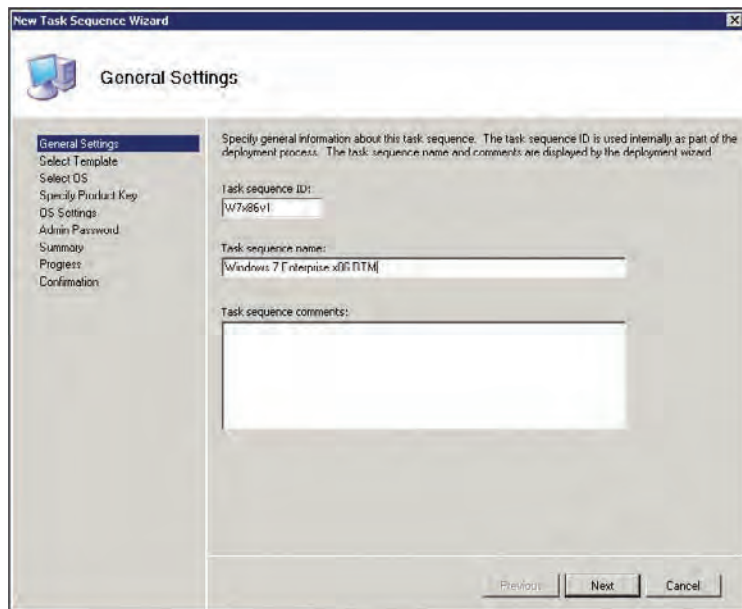 New Task Sequence Wizard
General Settings
General Settings
Select Template
Select OS
Specify Product Key
OS Settings
Admin Password
Summary
Progress
Confirmation
Specify general information about this task sequence. The task sequence ID is used internally as part of the
deployment process. The task sequence name and comments are displayed by the deployment wizard.
Task sequence ID:
W7x86v1
Task sequence name:
Windows 7 Enterprise x86 RTM
Task sequence comments:
Previous
Next
Cancel